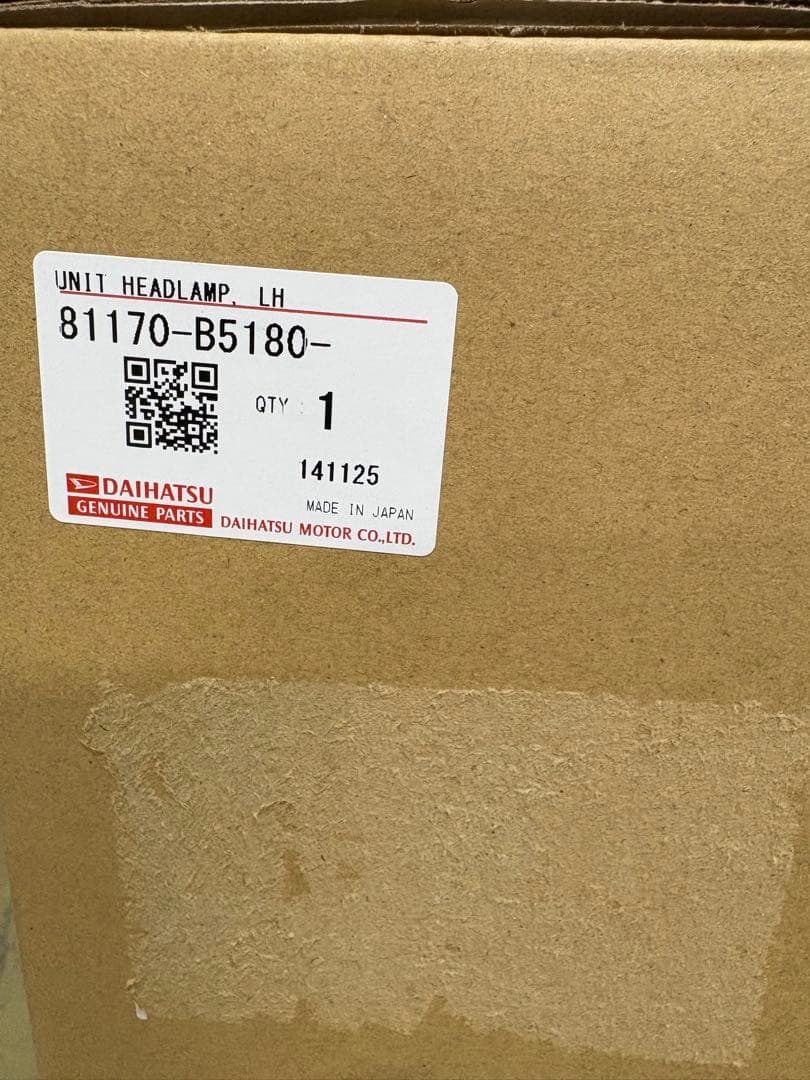 UNIT HEADLAMP, LH
81170-B5180-
QTY : 1
141125
DAIHATSU
GENUINE PARTS
MADE IN JAPAN
DAIHATSU MOTOR CO.,LTD.